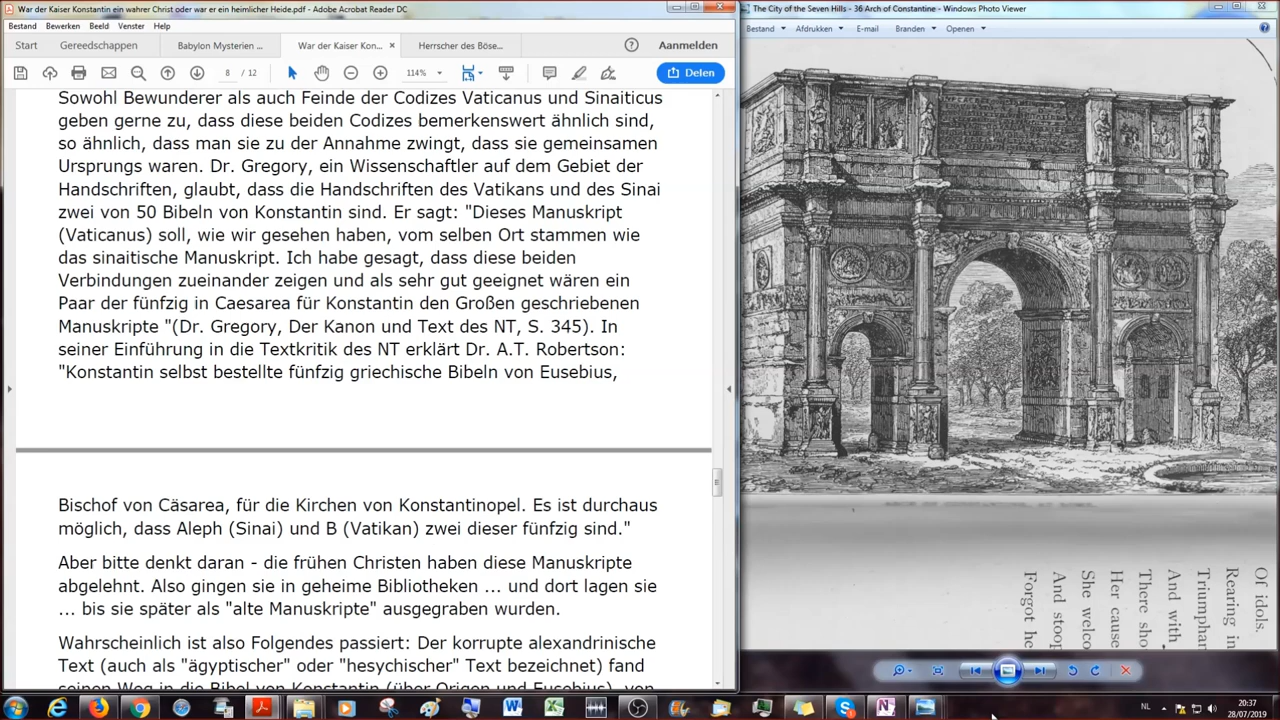 War der Kaiser Konstantin ein wahrer Christ oder war er ein heimlicher Heide.pdf - Adobe Acrobat Reader DC
Bestand Bewerken Beeld Venster Help
Start Gereedschappen Babylon Mysterien ... War der Kaiser Kon... × Herrscher des Böse... Aanmelden
8 / 12 114% Delen
Sowohl Bewunderer als auch Feinde der Codizes Vaticanus und Sinaiticus
geben gerne zu, dass diese beiden Codizes bemerkenswert ähnlich sind,
so ähnlich, dass man sie zu der Annahme zwingt, dass sie gemeinsamen
Ursprungs waren. Dr. Gregory, ein Wissenschaftler auf dem Gebiet der
Handschriften, glaubt, dass die Handschriften des Vatikans und des Sinai
zwei von 50 Bibeln von Konstantin sind. Er sagt: "Dieses Manuskript
(Vaticanus) soll, wie wir gesehen haben, vom selben Ort stammen wie
das sinaitische Manuskript. Ich habe gesagt, dass diese beiden
Verbindungen zueinander zeigen und als sehr gut geeignet wären ein
Paar der fünfzig in Caesarea für Konstantin den Großen geschriebenen
Manuskripte "(Dr. Gregory, Der Kanon und Text des NT, S. 345). In
seiner Einführung in die Textkritik des NT erklärt Dr. A.T. Robertson:
"Konstantin selbst bestellte fünfzig griechische Bibeln von Eusebius,
Bischof von Cäsarea, für die Kirchen von Konstantinopel. Es ist durchaus
möglich, dass Aleph (Sinai) und B (Vatikan) zwei dieser fünfzig sind."
Aber bitte denkt daran - die frühen Christen haben diese Manuskripte
abgelehnt. Also gingen sie in geheime Bibliotheken ... und dort lagen sie
... bis sie später als "alte Manuskripte" ausgegraben wurden.
Wahrscheinlich ist also Folgendes passiert: Der korrupte alexandrinische
Text (auch als "ägyptischer" oder "hesychischer" Text bezeichnet) fand
seinen Weg in die Bibel von Konstantin (über Origen und Eusebius), von
The City of the Seven Hills - 36 Arch of Constantine - Windows Photo Viewer
Bestand Afdrukken E-mail Branden Openen
Of idols.
Rearing in
Triumphan
And with
There sho
Her cause
She welco
And stoop
Forgot he
NL 20:37
28/07/2019